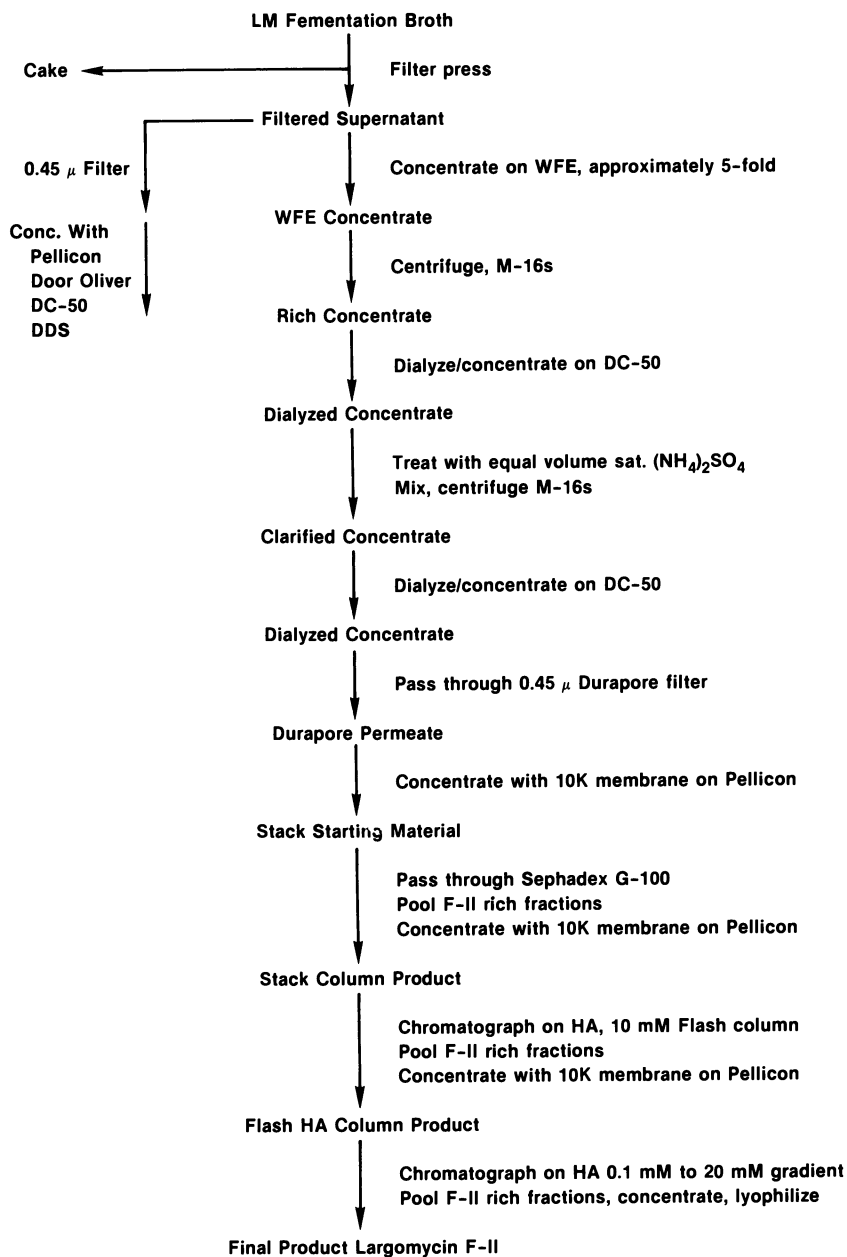 LM Fementation Broth
Cake
Filter press
Filtered Supernatant
0.45 μ Filter
Concentrate on WFE, approximately 5-fold
WFE Concentrate
Conc. With
Pellicon
Door Oliver
DC-50
DDS
Centrifuge, M-16s
Rich Concentrate
Dialyze/concentrate on DC-50
Dialyzed Concentrate
Treat with equal volume sat. (NH₄)₂SO₄
Mix, centrifuge M-16s
Clarified Concentrate
Dialyze/concentrate on DC-50
Dialyzed Concentrate
Pass through 0.45 μ Durapore filter
Durapore Permeate
Concentrate with 10K membrane on Pellicon
Stack Starting Material
Pass through Sephadex G-100
Pool F-II rich fractions
Concentrate with 10K membrane on Pellicon
Stack Column Product
Chromatograph on HA, 10 mM Flash column
Pool F-II rich fractions
Concentrate with 10K membrane on Pellicon
Flash HA Column Product
Chromatograph on HA 0.1 mM to 20 mM gradient
Pool F-II rich fractions, concentrate, lyophilize
Final Product Largomycin F-II